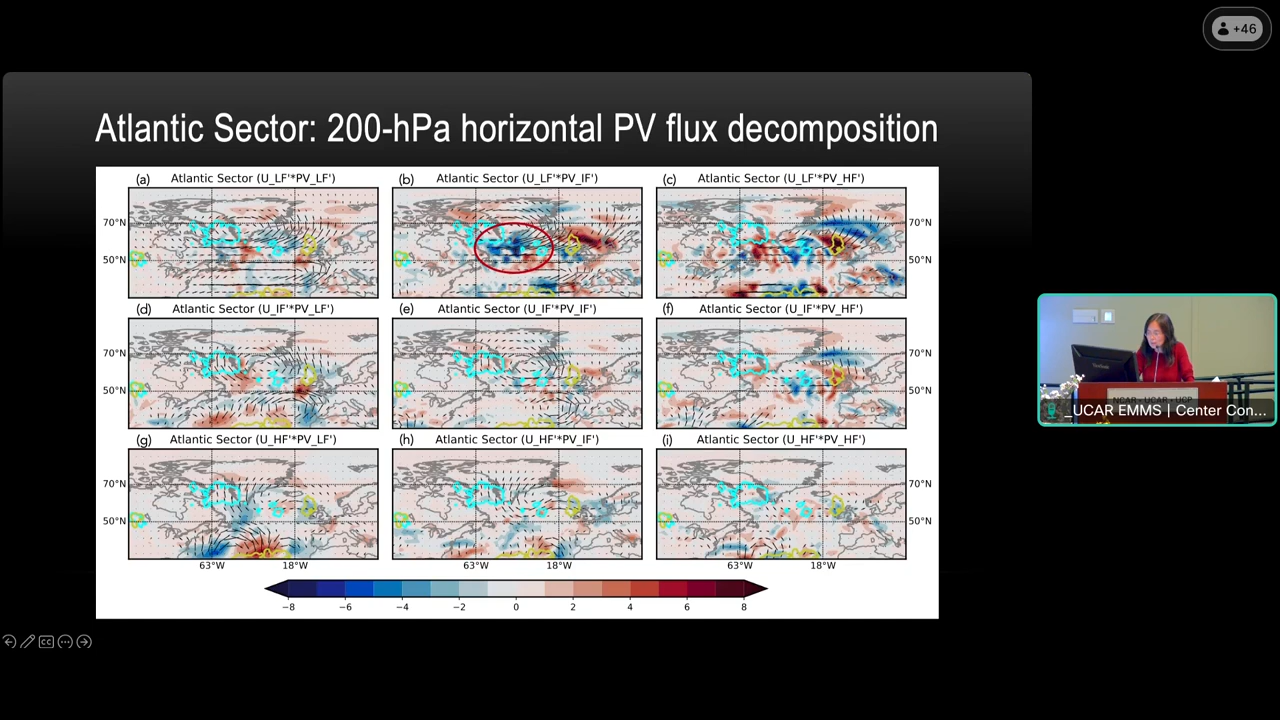 +46
Atlantic Sector: 200-hPa horizontal PV flux decomposition
(a) Atlantic Sector (U_LF'*PV_LF')
(b) Atlantic Sector (U_LF'*PV_IF')
(c) Atlantic Sector (U_LF'*PV_HF')
70°N
50°N
70°N
50°N
(d) Atlantic Sector (U_IF'*PV_LF')
(e) Atlantic Sector (U_IF'*PV_IF')
(f) Atlantic Sector (U_IF'*PV_HF')
70°N
50°N
70°N
50°N
(g) Atlantic Sector (U_HF'*PV_LF')
(h) Atlantic Sector (U_HF'*PV_IF')
(i) Atlantic Sector (U_HF'*PV_HF')
70°N
50°N
70°N
50°N
63°W 18°W
63°W 18°W
63°W 18°W
−8 −6 −4 −2 0 2 4 6 8
NCAR - UCAR - UCP
_UCAR EMMS | Center Con...
CC